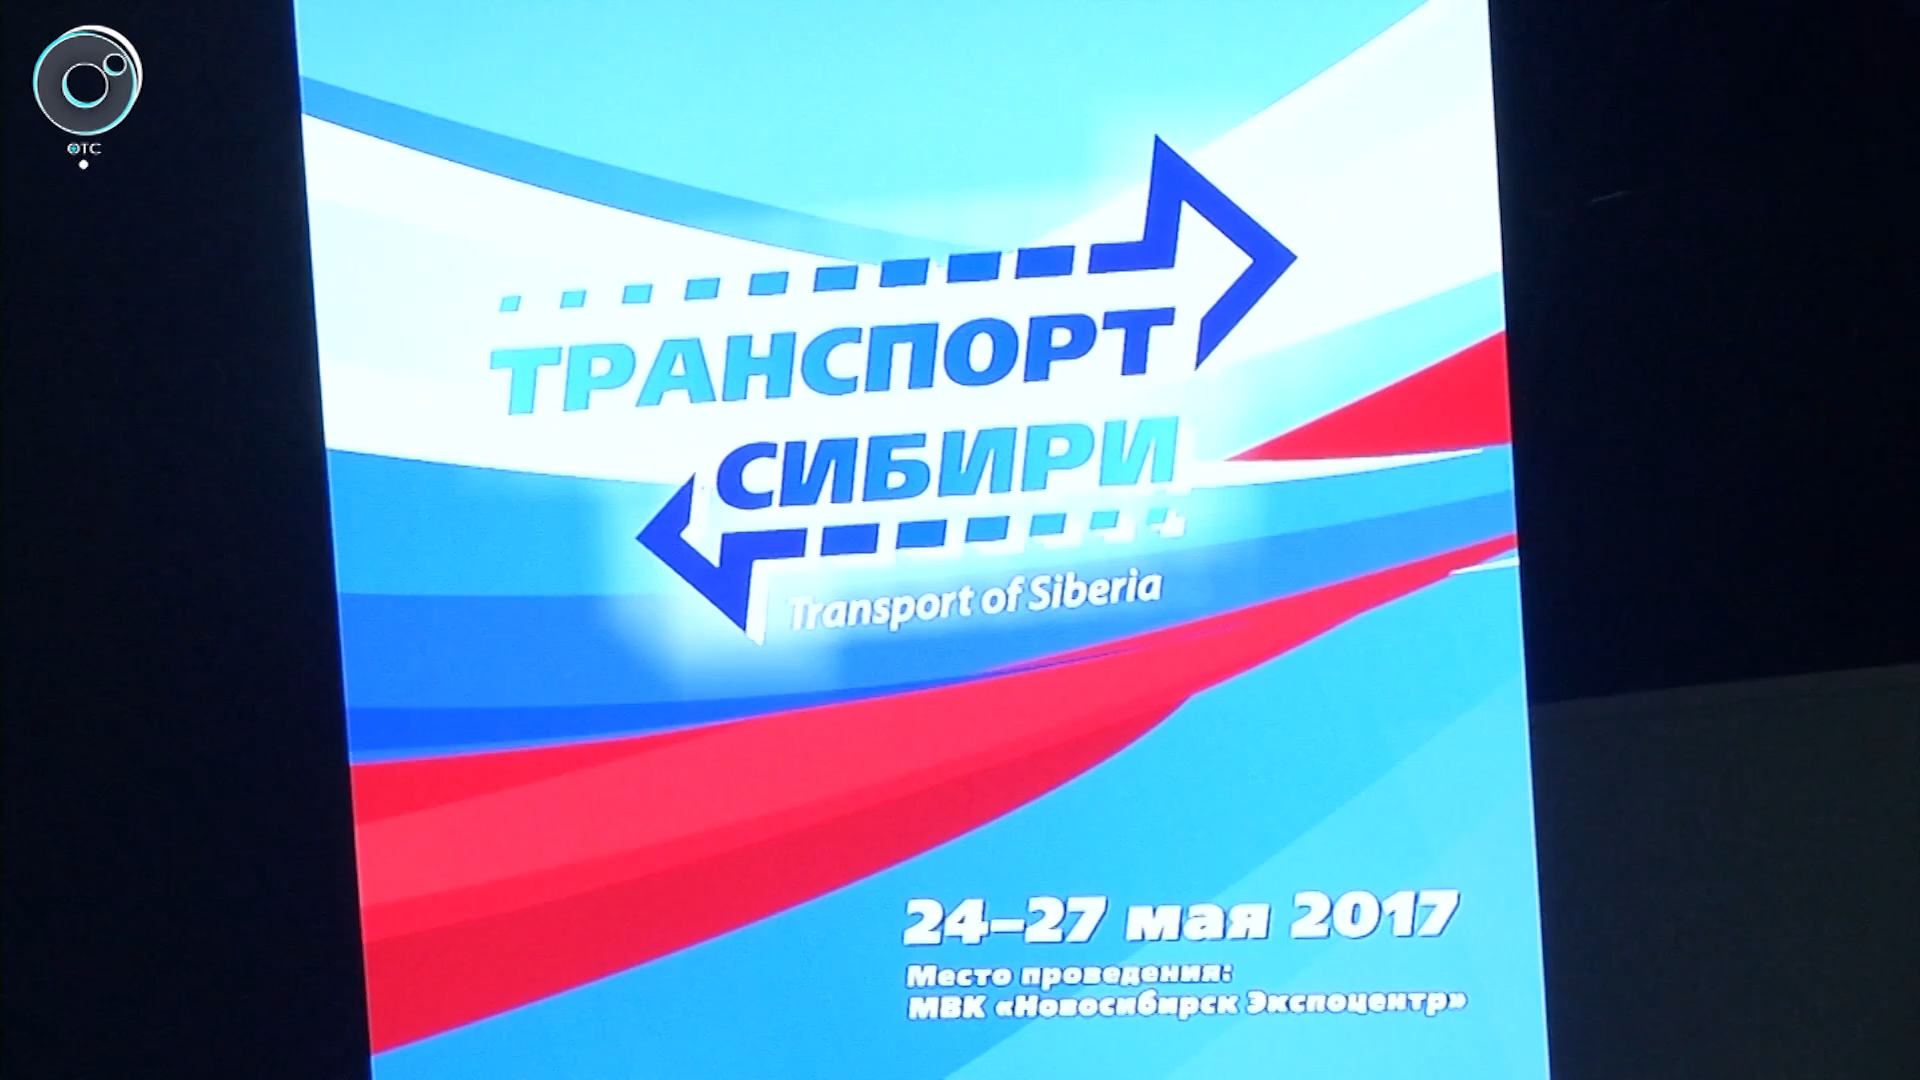 ОТС
ТРАНСПОРТ
СИБИРИ
Transport of Siberia
24–27 мая 2017
Место проведения:
МВК «Новосибирск Экспоцентр»